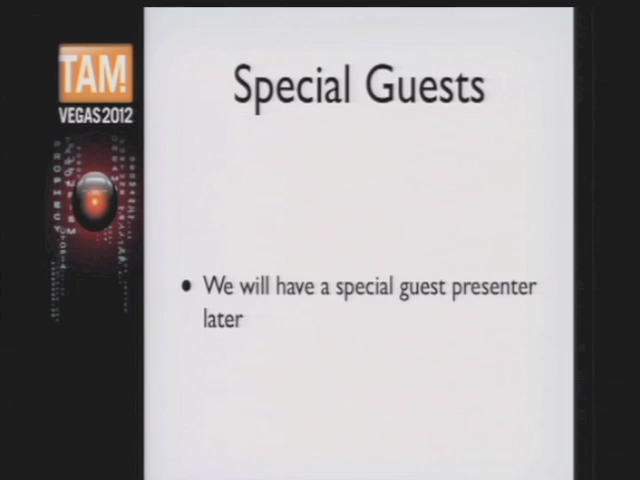 TAM!
VEGAS 2012
Special Guests
• We will have a special guest presenter
later